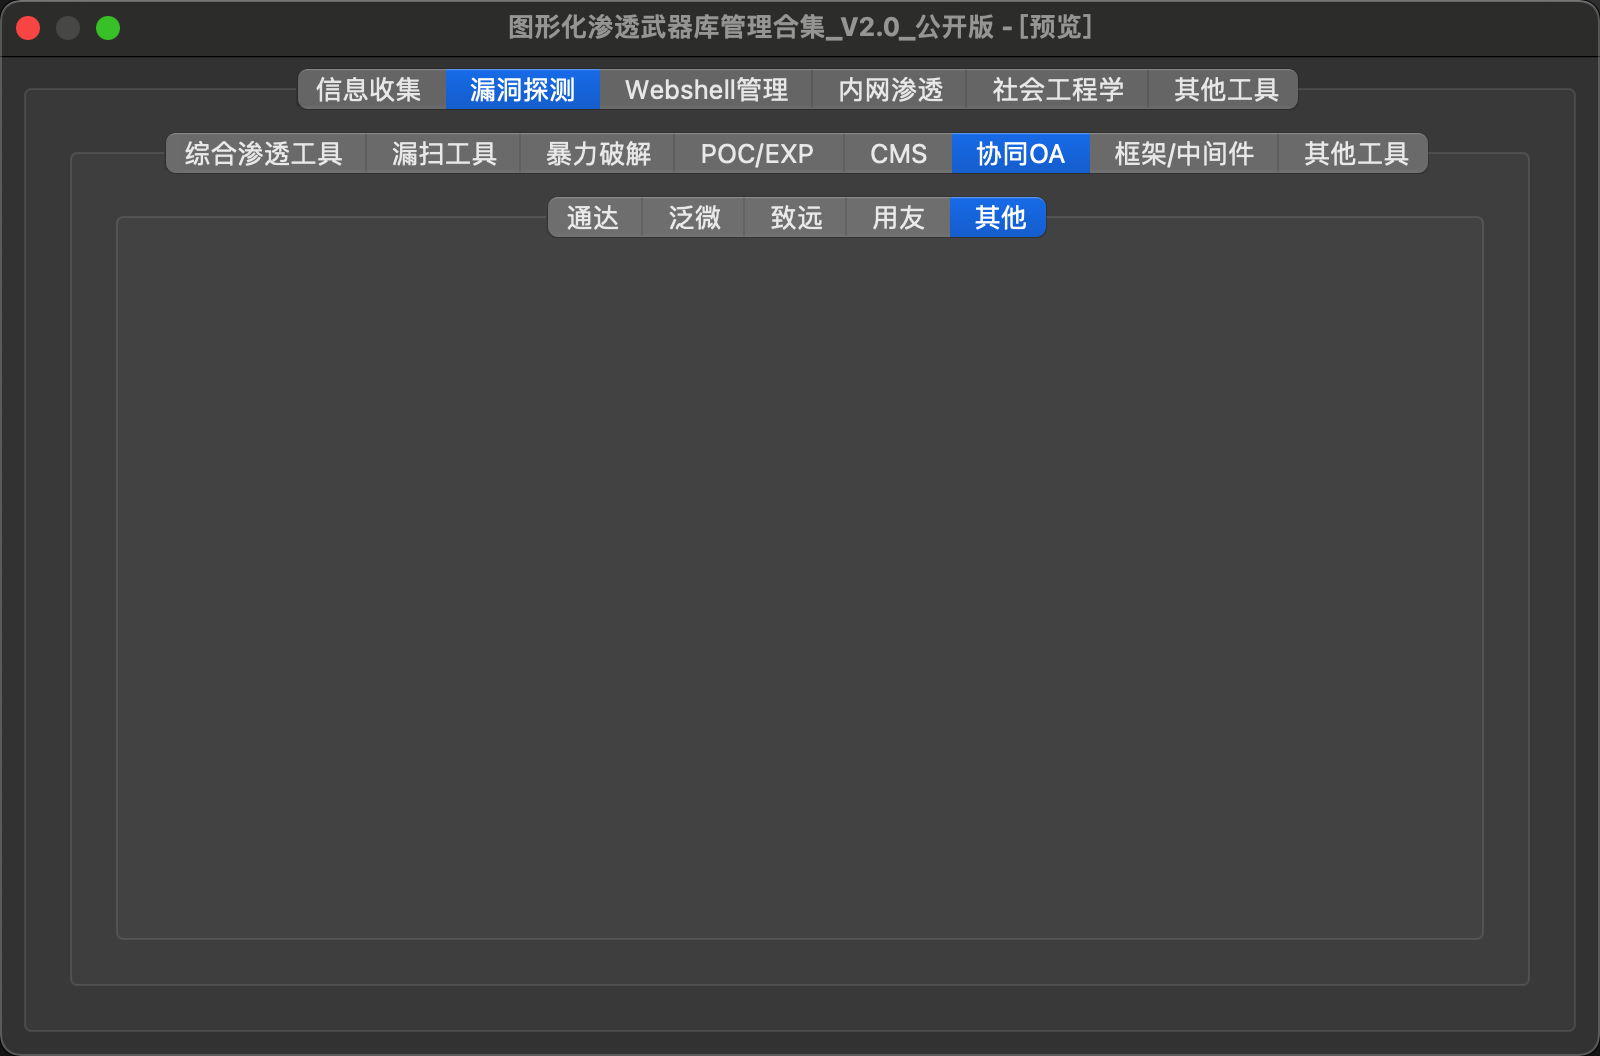 图形化渗透武器库管理合集_V2.0_公开版 - [预览]
信息收集 漏洞探测 Webshell管理 内网渗透 社会工程学 其他工具
综合渗透工具 漏扫工具 暴力破解 POC/EXP CMS 协同OA 框架/中间件 其他工具
通达 泛微 致远 用友 其他